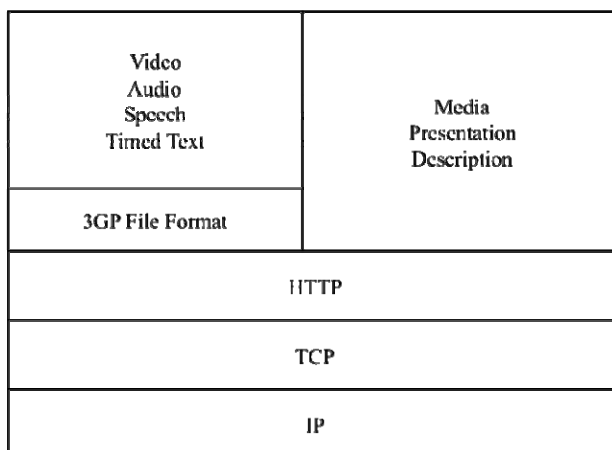 Video
Audio
Speech
Timed Text
Media
Presentation
Description
3GP File Format
HTTP
TCP
IP